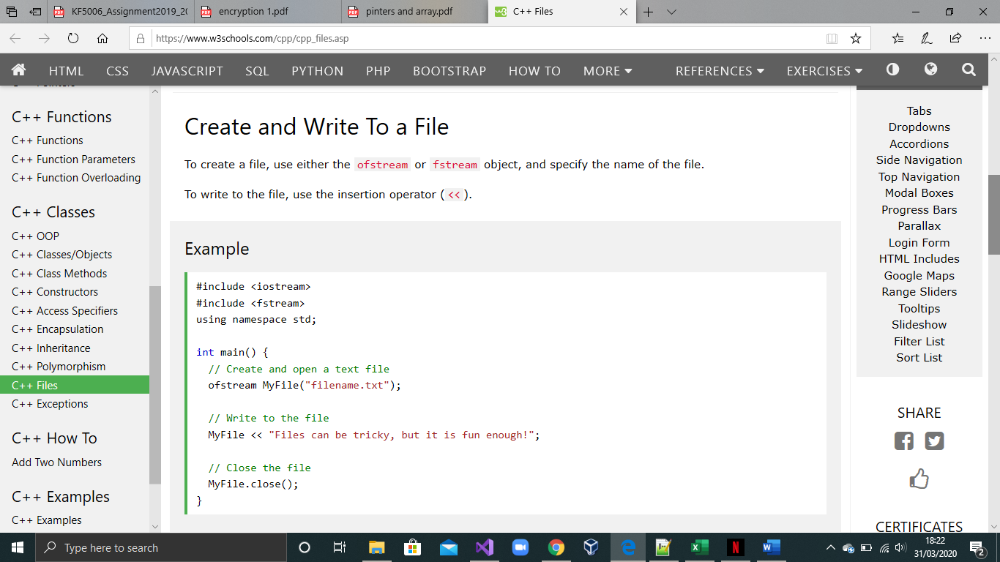 KF5006_Assignment2019_20
encryption 1.pdf
pinters and array.pdf
C++ Files
https://www.w3schools.com/cpp/cpp_files.asp
HTML CSS JAVASCRIPT SQL PYTHON PHP BOOTSTRAP HOW TO MORE REFERENCES EXERCISES
C++ Functions
C++ Functions
C++ Function Parameters
C++ Function Overloading
C++ Classes
C++ OOP
C++ Classes/Objects
C++ Class Methods
C++ Constructors
C++ Access Specifiers
C++ Encapsulation
C++ Inheritance
C++ Polymorphism
C++ Files
C++ Exceptions
C++ How To
Add Two Numbers
C++ Examples
C++ Examples
Create and Write To a File
To create a file, use either the ofstream or fstream object, and specify the name of the file.
To write to the file, use the insertion operator (<<).
Example
#include <iostream>
#include <fstream>
using namespace std;
int main() {
// Create and open a text file
ofstream MyFile("filename.txt");
// Write to the file
MyFile << "Files can be tricky, but it is fun enough!";
// Close the file
MyFile.close();
}
Tabs
Dropdowns
Accordions
Side Navigation
Top Navigation
Modal Boxes
Progress Bars
Parallax
Login Form
HTML Includes
Google Maps
Range Sliders
Tooltips
Slideshow
Filter List
Sort List
SHARE
CERTIFICATES
Type here to search
18:22
31/03/2020
2